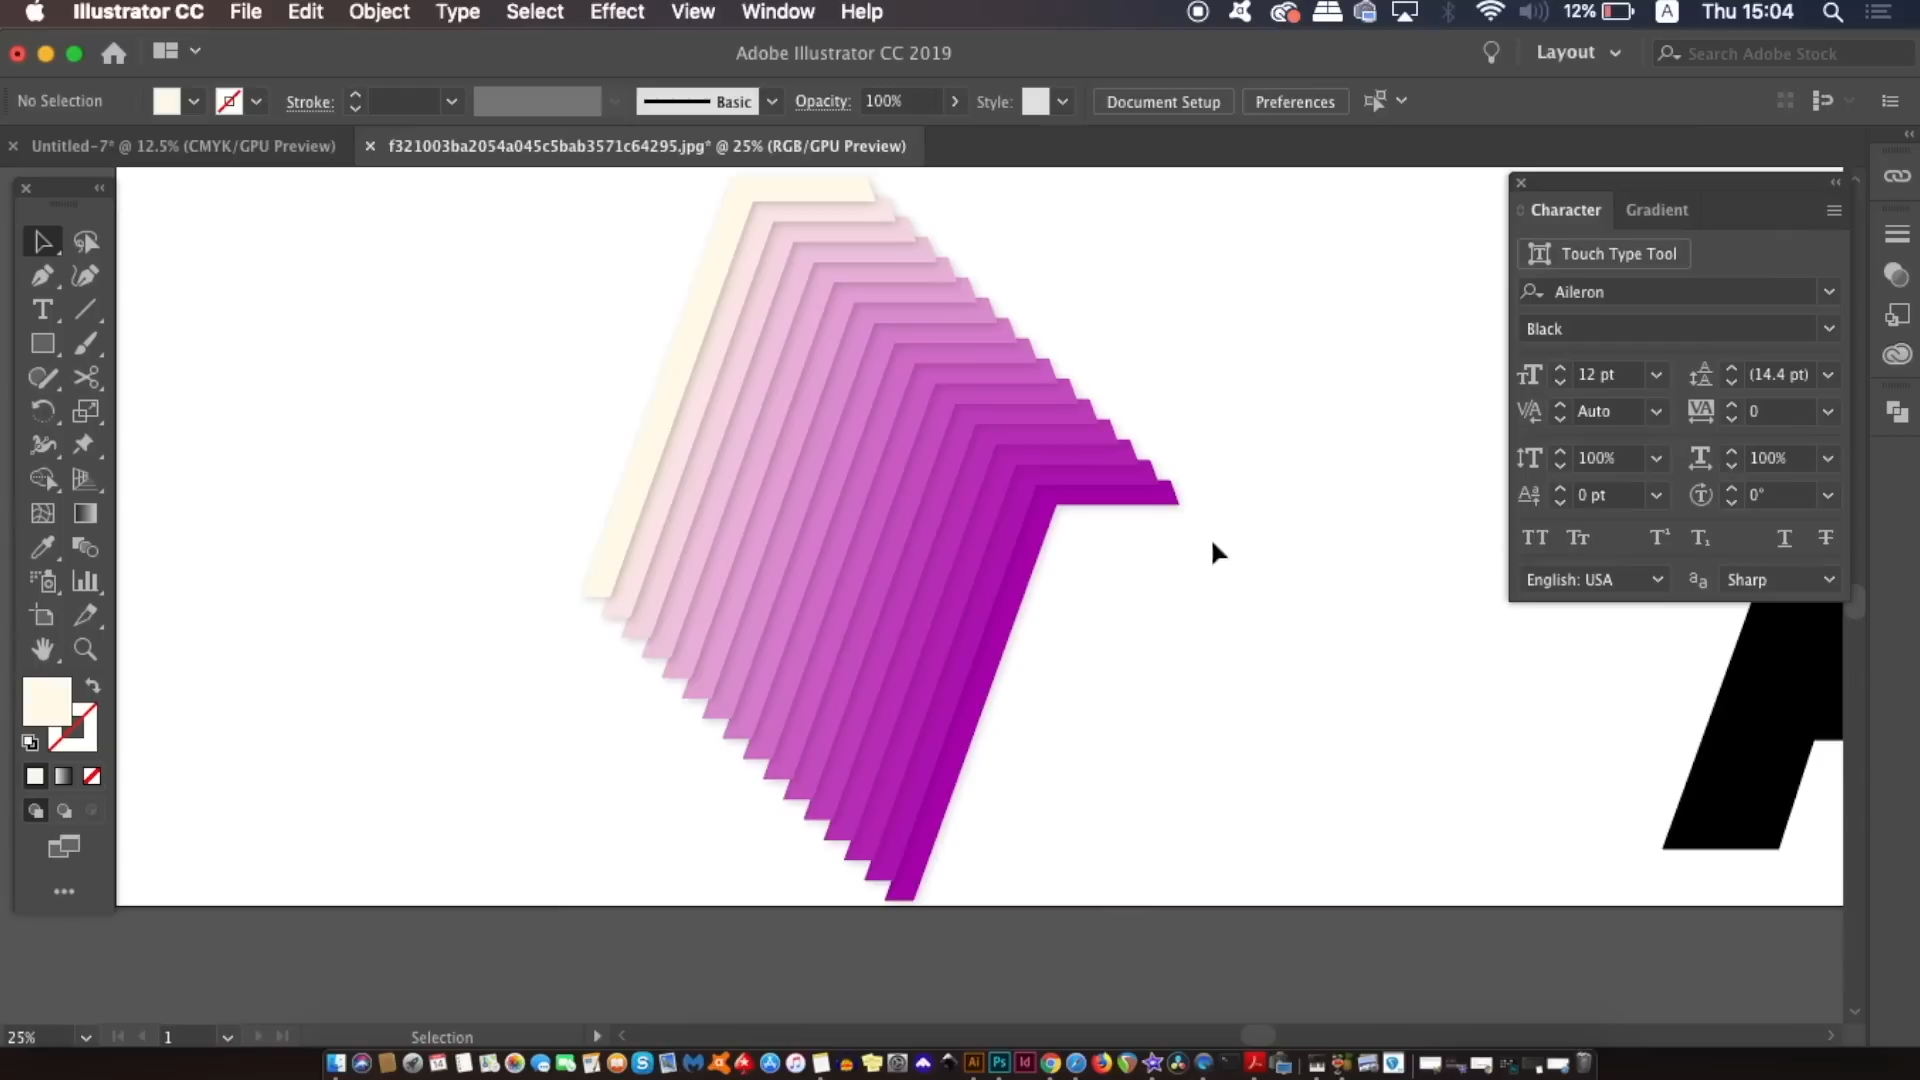 Illustrator CC File Edit Object Type Select Effect View Window Help 12% A Thu 15:04
Adobe Illustrator CC 2019 Layout Search Adobe Stock
No Selection Stroke: Basic Opacity: 100% Style: Document Setup Preferences
Untitled-7* @ 12.5% (CMYK/GPU Preview) f321003ba2054a045c5bab3571c64295.jpg* @ 25% (RGB/GPU Preview)
Character Gradient
Touch Type Tool
Aileron
Black
12 pt (14.4 pt)
Auto 0
100% 100%
0 pt 0°
English: USA Sharp
25% 1 Selection